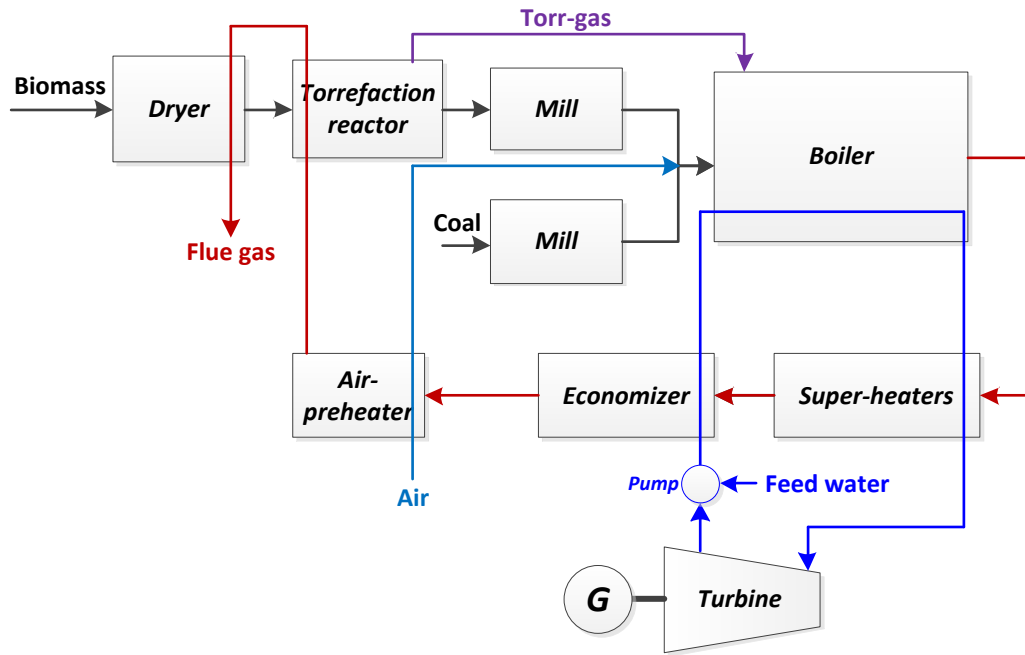 Torr-gas
Biomass
Dryer
Torrefaction
reactor
Mill
Boiler
Coal
Mill
Flue gas
Air-
preheater
Economizer
Super-heaters
Air
Pump
Feed water
G
Turbine